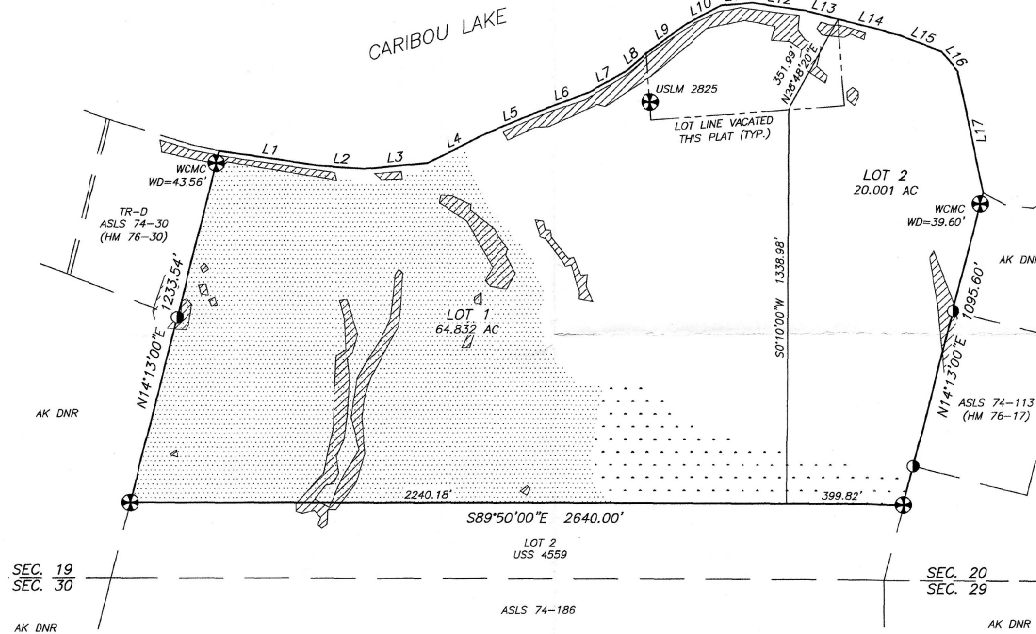 CARIBOU LAKE
L1
L2
L3
L4
L5
L6
L7
L8
L9
L10
L12
L13
L14
L15
L16
L17
USLM 2825
351.99'
N26°48'20"E
LOT LINE VACATED
THIS PLAT (TYP.)
WCMC
WD=43.56'
TR-D
ASLS 74-30
(HM 76-30)
LOT 2
20.001 AC
WCMC
WD=39.60'
AK DNR
N14°13'00"E 1233.54'
LOT 1
64.832 AC
S0°10'00"W 1338.98'
N14°13'00"E 1095.60'
AK DNR
ASLS 74-113
(HM 76-17)
2240.18'
399.82'
S89°50'00"E 2640.00'
LOT 2
USS 4559
SEC. 19
SEC. 30
SEC. 20
SEC. 29
ASLS 74-186
AK DNR
AK DNR